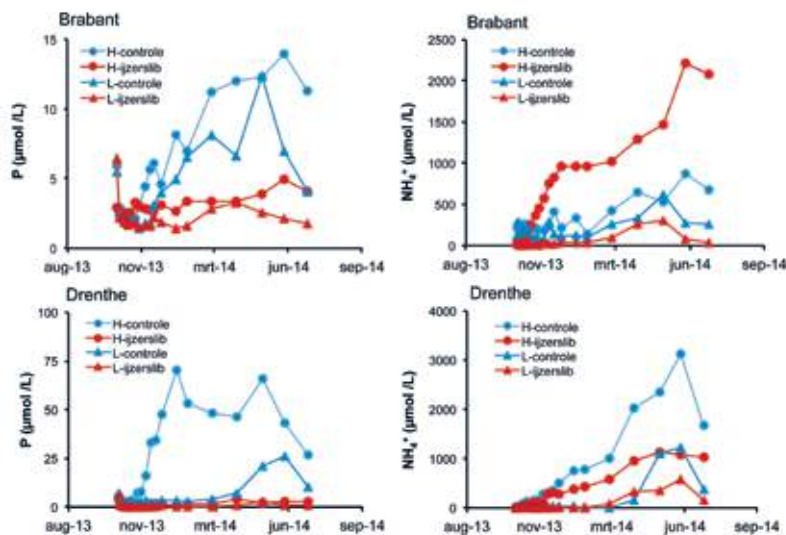 Brabant
P (µmol /L)
15
10
5
0
H-controle
H-ijzerslib
L-controle
L-ijzerslib
aug-13 nov-13 mrt-14 jun-14 sep-14
Brabant
NH₄⁺ (µmol/L)
2500
2000
1500
1000
500
0
H-controle
H-ijzerslib
L-controle
L-ijzerslib
aug-13 nov-13 mrt-14 jun-14 sep-14
Drenthe
P (µmol /L)
100
75
50
25
0
H-controle
H-ijzerslib
L-controle
L-ijzerslib
aug-13 nov-13 mrt-14 jun-14 sep-14
Drenthe
NH₄⁺ (µmol/L)
4000
3000
2000
1000
0
H-controle
H-ijzerslib
L-controle
L-ijzerslib
aug-13 nov-13 mrt-14 jun-14 sep-14